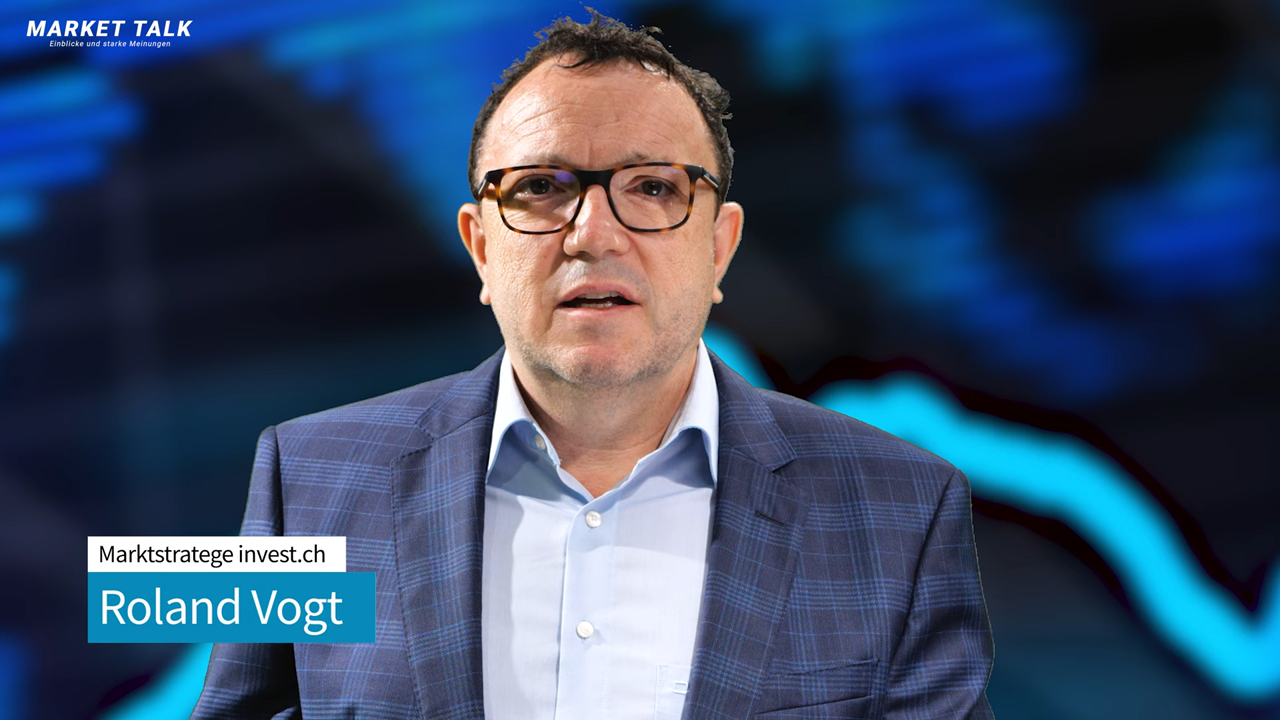 MARKET TALK
Einblicke und starke Meinungen
Marktstratege invest.ch
Roland Vogt